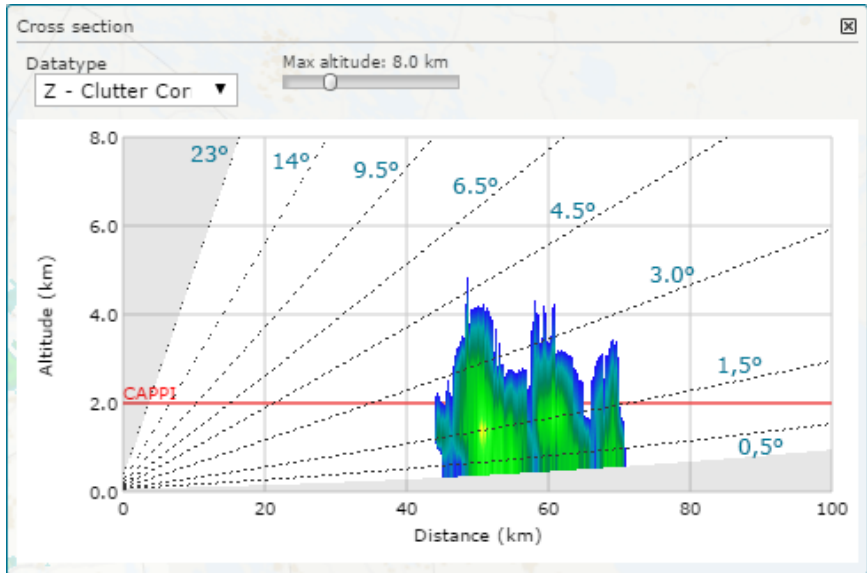 Cross section
Datatype
Max altitude: 8.0 km
Z - Clutter Cor
8.0
23º
14º
9.5º
6.5º
4.5º
6.0
3.0º
4.0
1,5º
CAPPI
2.0
0,5º
0.0
Altitude (km)
0
20
40
60
80
100
Distance (km)